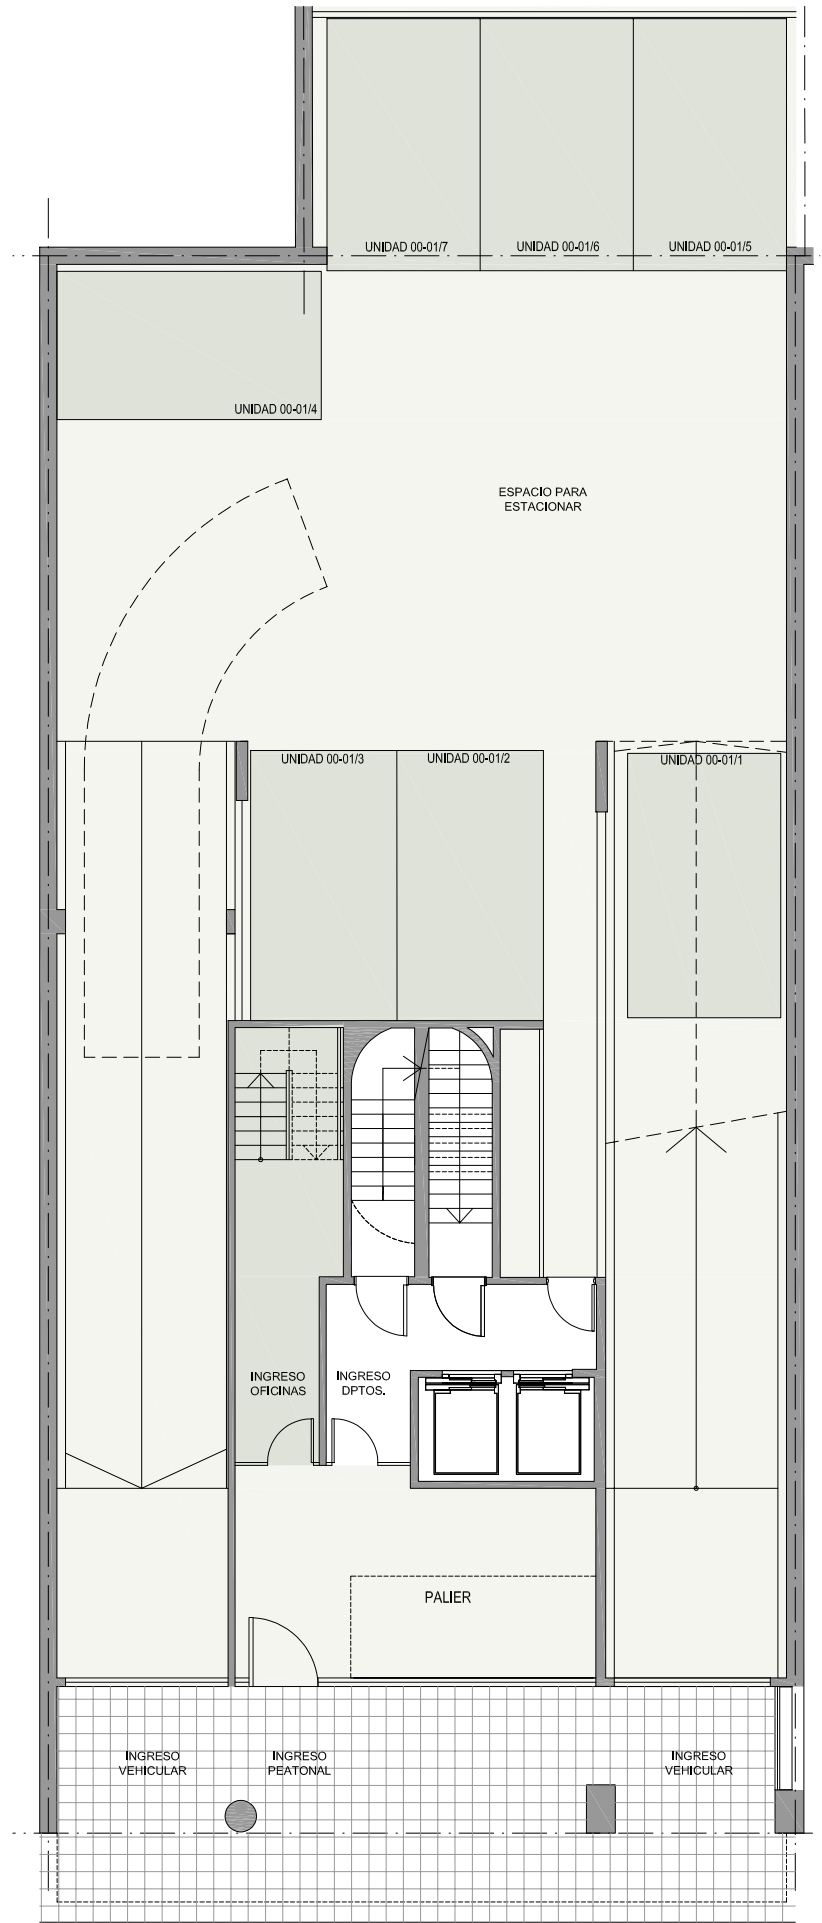 UNIDAD 00-01/7
UNIDAD 00-01/6
UNIDAD 00-01/5
UNIDAD 00-01/4
ESPACIO PARA
ESTACIONAR
UNIDAD 00-01/3
UNIDAD 00-01/2
UNIDAD 00-01/1
INGRESO
OFICINAS
INGRESO
DPTOS.
PALIER
INGRESO
VEHICULAR
INGRESO
PEATONAL
INGRESO
VEHICULAR